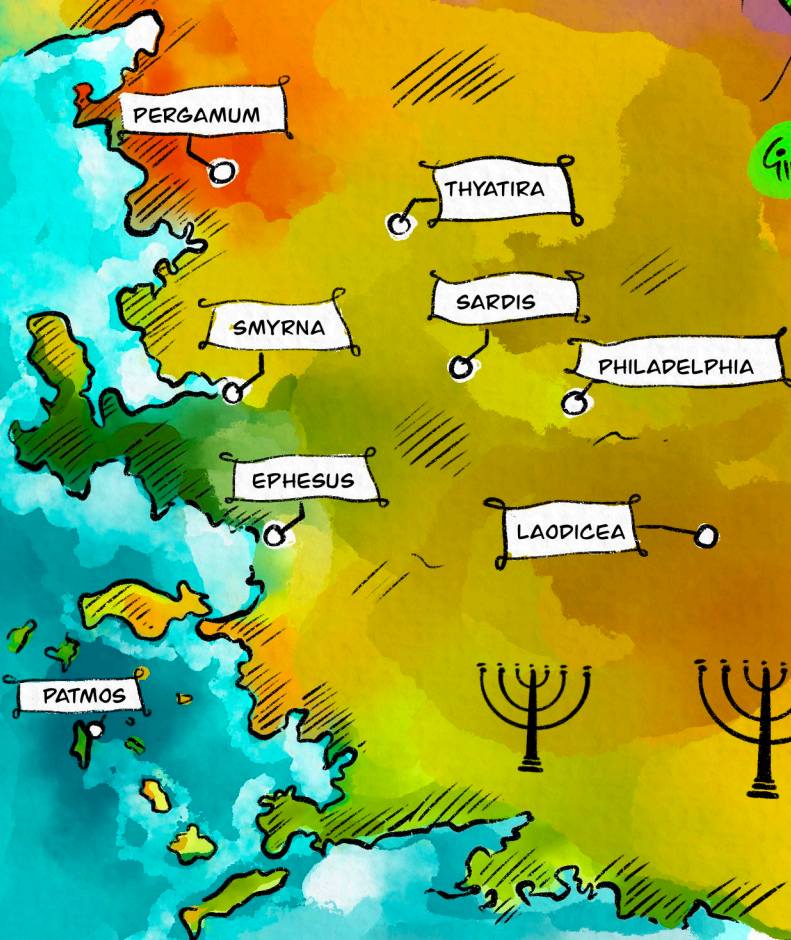 PERGAMUM
THYATIRA
SARDIS
SMYRNA
PHILADELPHIA
EPHESUS
LAODICEA
PATMOS